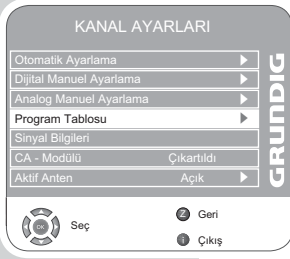 KANAL AYARLARI
Otomatik Ayarlama
Dijital Manuel Ayarlama
Analog Manuel Ayarlama
Program Tablosu
Sinyal Bilgileri
CA - Modülü Çıkartıldı
Aktif Anten Açık
GRUNDIG
OK Seç
Z Geri
i Çıkış